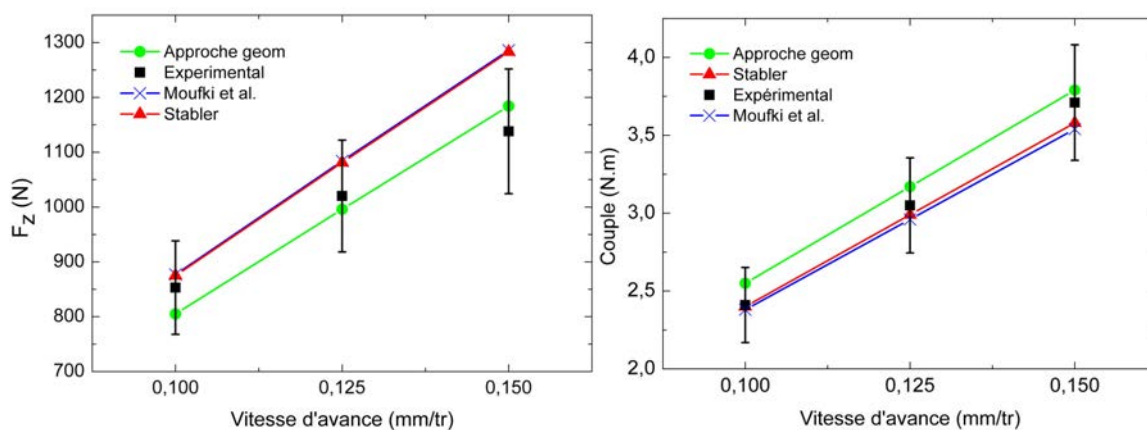 1300
1200
1100
1000
900
800
700
F_Z (N)
Approche geom
Experimental
Moufki et al.
Stabler
0,100
0,125
0,150
Vitesse d'avance (mm/tr)
4,0
3,5
3,0
2,5
2,0
Couple (N.m)
Approche geom
Stabler
Expérimental
Moufki et al.
0,100
0,125
0,150
Vitesse d'avance (mm/tr)